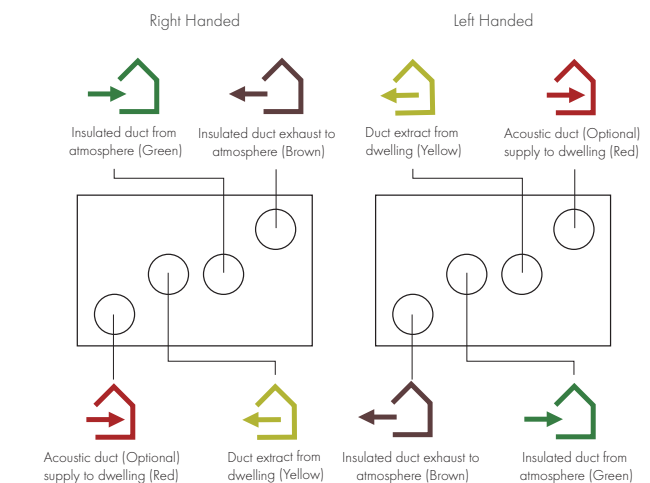 Right Handed
Left Handed
Insulated duct from
atmosphere (Green)
Insulated duct exhaust to
atmosphere (Brown)
Duct extract from
dwelling (Yellow)
Acoustic duct (Optional)
supply to dwelling (Red)
Acoustic duct (Optional)
supply to dwelling (Red)
Duct extract from
dwelling (Yellow)
Insulated duct exhaust to
atmosphere (Brown)
Insulated duct from
atmosphere (Green)